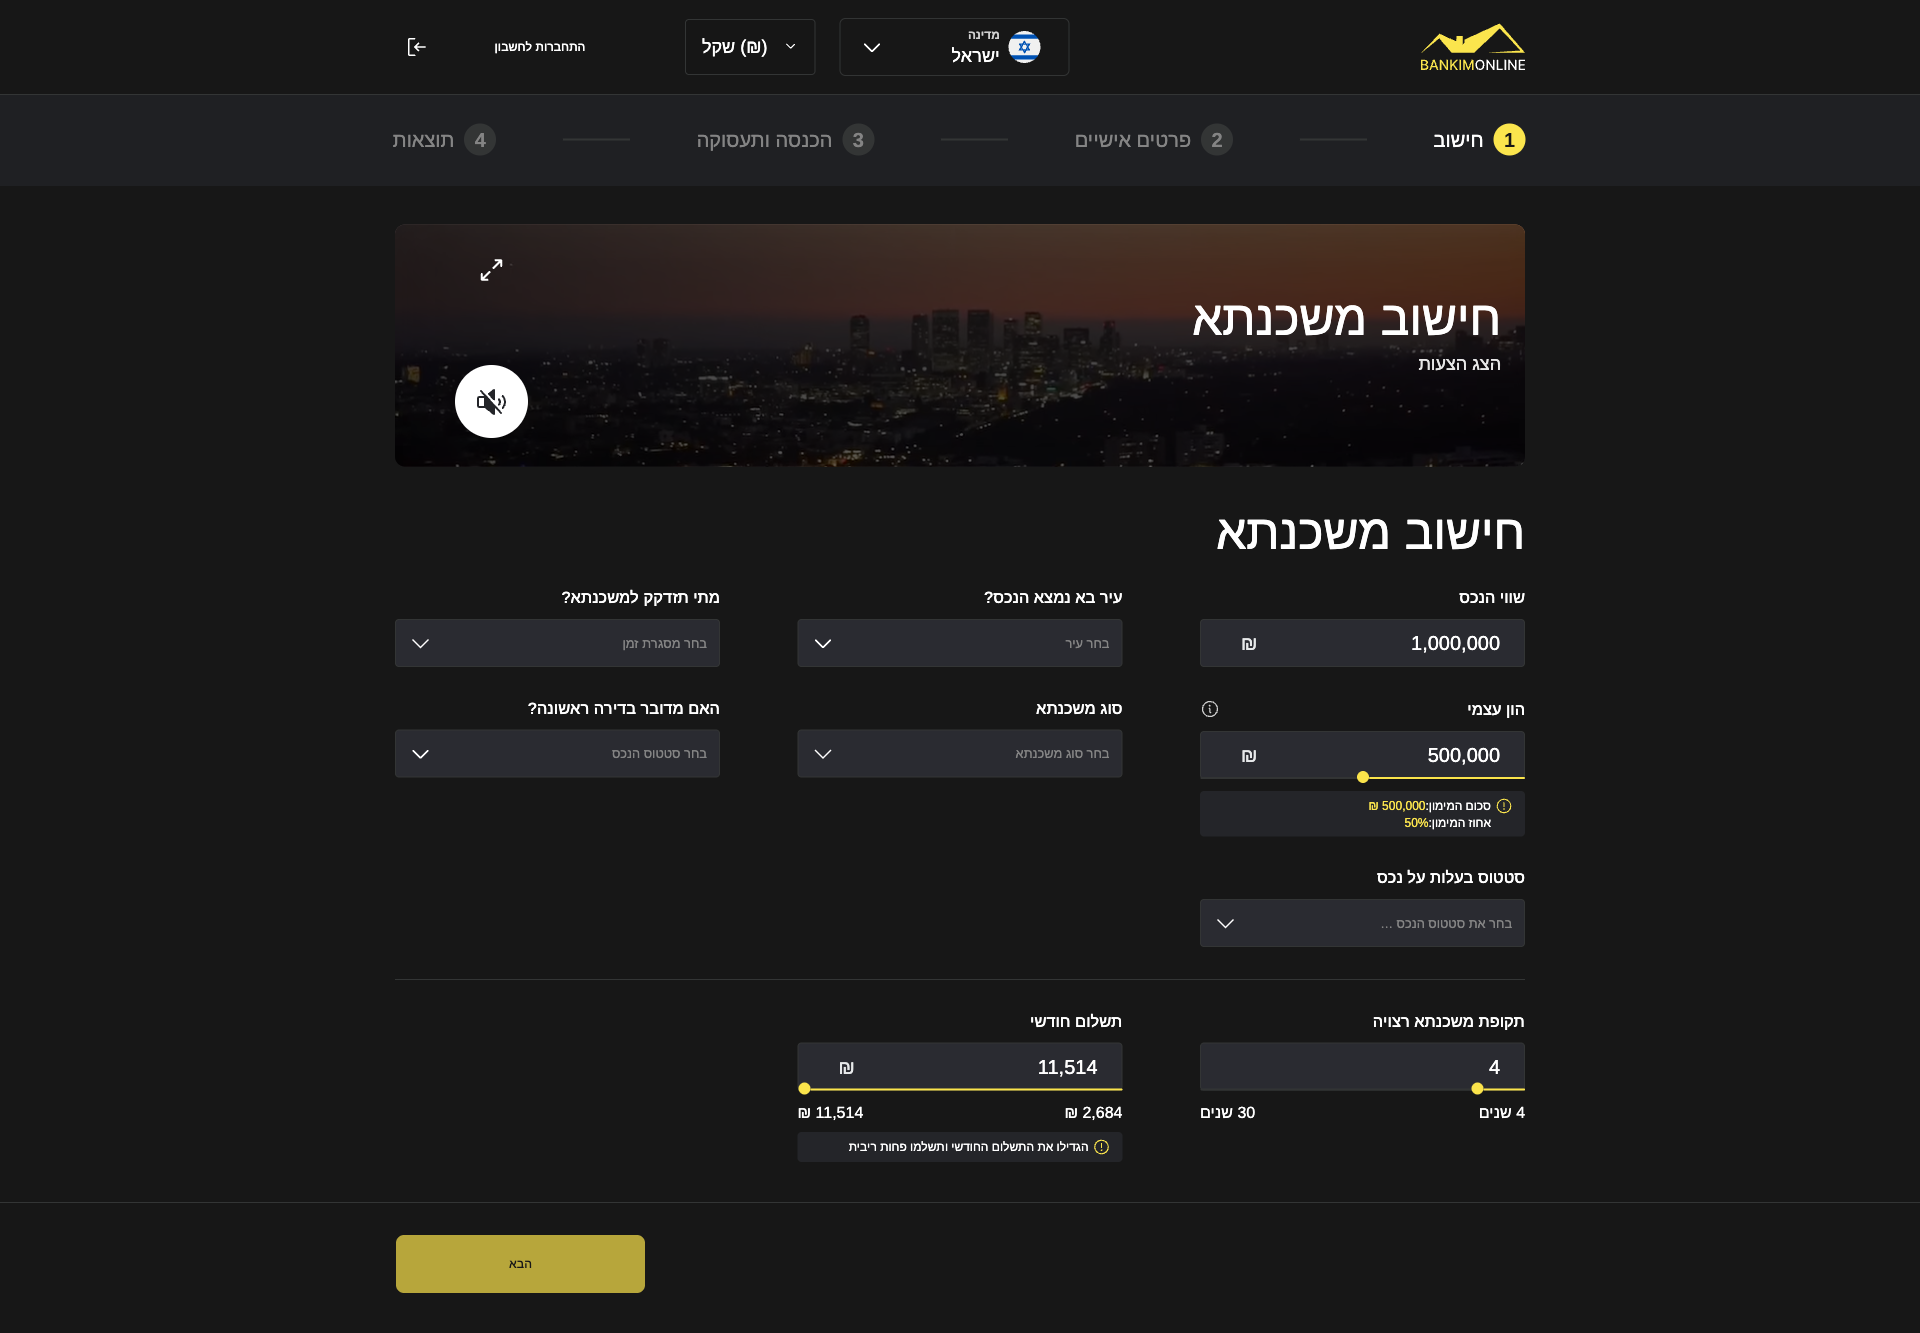 BANKIMONLINE
מדינה
ישראל
(₪) שקל
התחברות לחשבון
1 חישוב
2 פרטים אישיים
3 הכנסה ותעסוקה
4 תוצאות
חישוב משכנתא
הצג הצעות
חישוב משכנתא
שווי הנכס
1,000,000 ₪
עיר בא נמצא הנכס?
בחר עיר
מתי תזדקק למשכנתא?
בחר מסגרת זמן
הון עצמי
500,000 ₪
סכום המימון:500,000 ₪
אחוז המימון:50%
סוג משכנתא
בחר סוג משכנתא
האם מדובר בדירה ראשונה?
בחר סטטוס הנכס
סטטוס בעלות על נכס
בחר את סטטוס הנכס ...
תקופת משכנתא רצויה
4
4 שנים
30 שנים
תשלום חודשי
11,514 ₪
2,684 ₪
11,514 ₪
הגדילו את התשלום החודשי ותשלמו פחות ריבית
הבא